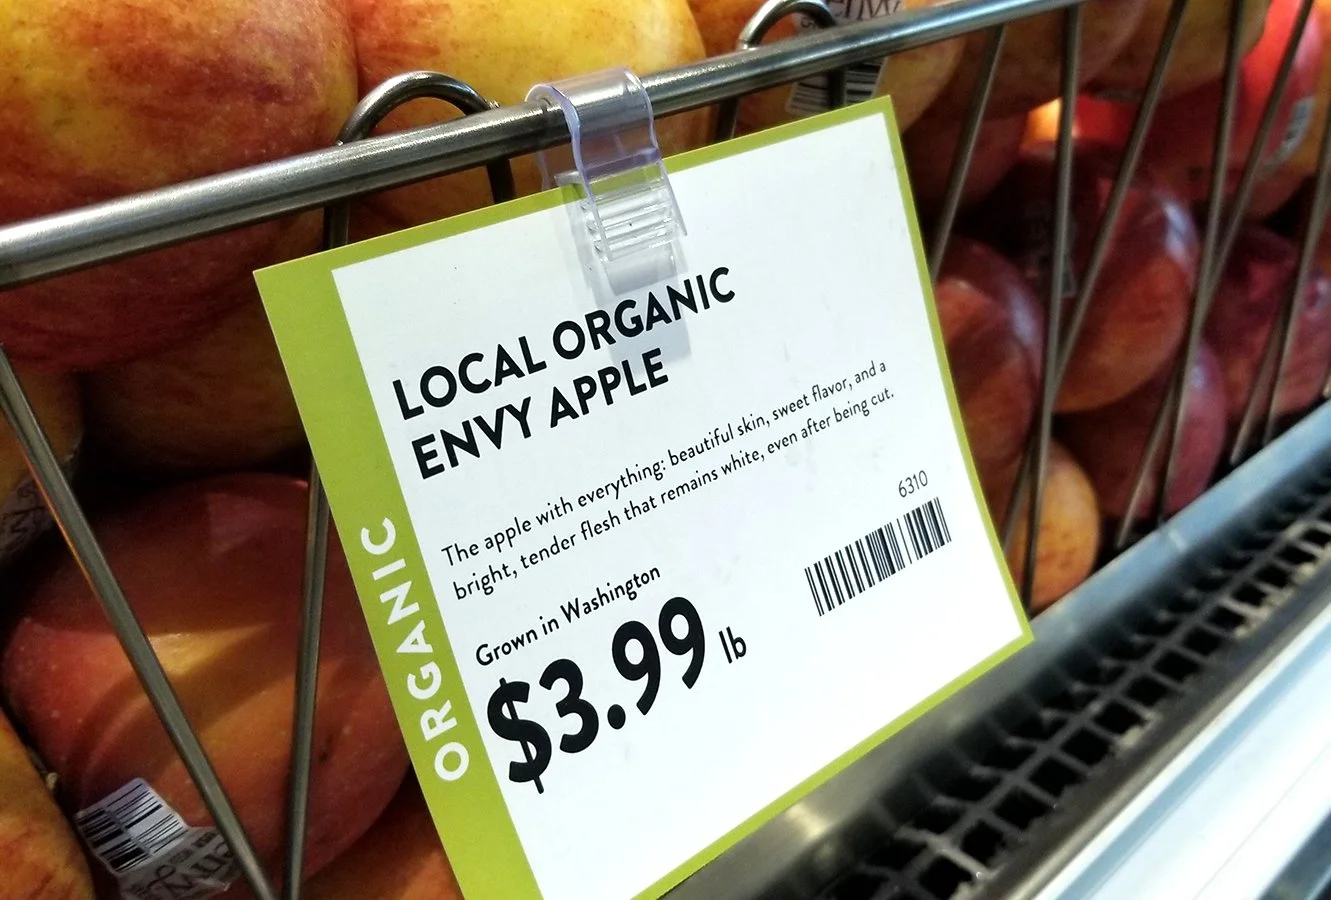 LOCAL ORGANIC
ENVY APPLE
The apple with everything: beautiful skin, sweet flavor, and a
bright, tender flesh that remains white, even after being cut.
6310
Grown in Washington
$3.99 lb
ORGANIC